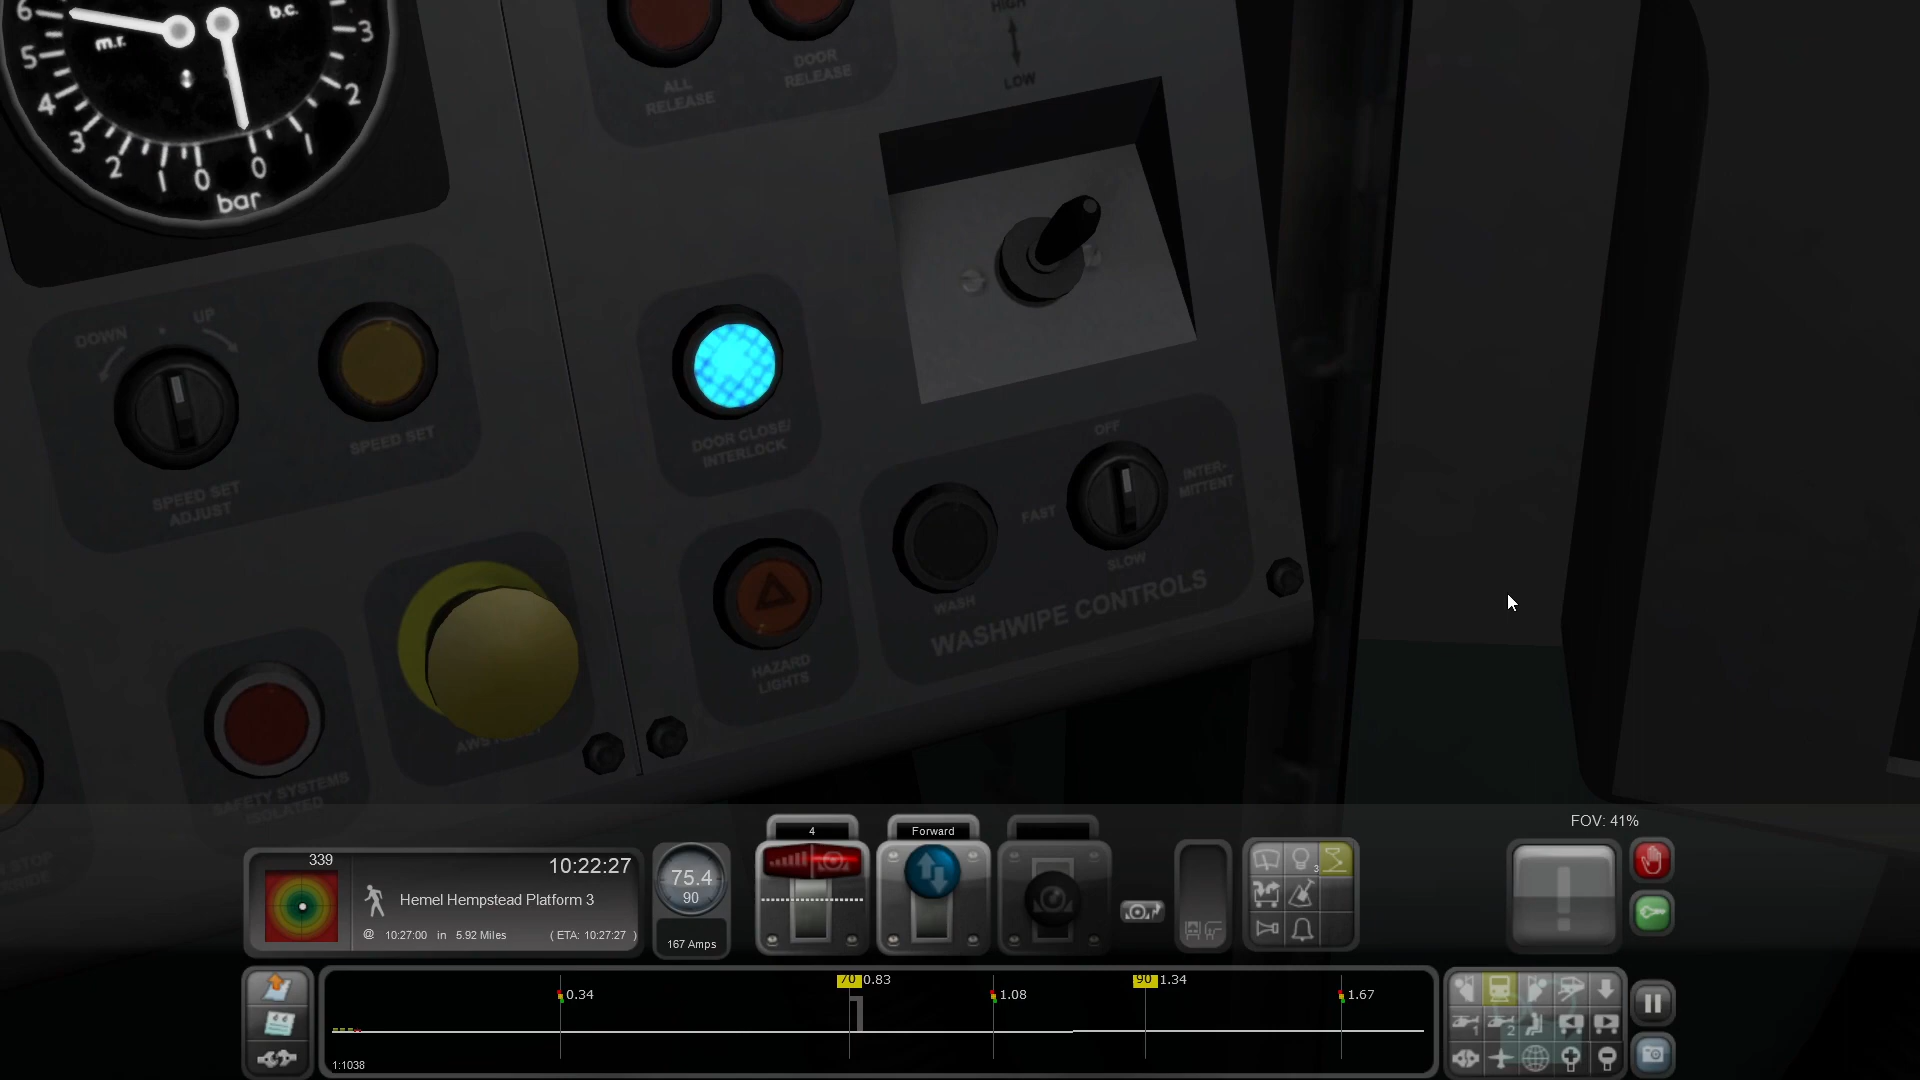 6 b.c.
m.r. 3
5
4 2
3
2 1
1 0 0
bar
HIGH
LOW
ALL
RELEASE
DOOR
RELEASE
DOWN UP
SPEED SET
SPEED SET
ADJUST
DOOR CLOSE/
INTERLOCK
OFF
INTER-
MITTENT
FAST
SLOW
WASH
WASHWIPE CONTROLS
HAZARD
LIGHTS
SAFETY SYSTEMS
ISOLATED
FOV: 41%
339
10:22:27
Hemel Hempstead Platform 3
@ 10:27:00 in 5.92 Miles ( ETA: 10:27:27 )
75.4
90
167 Amps
4
Forward
3
0.34
70 0.83
1.08
90 1.34
1.67
1:1038
1
2